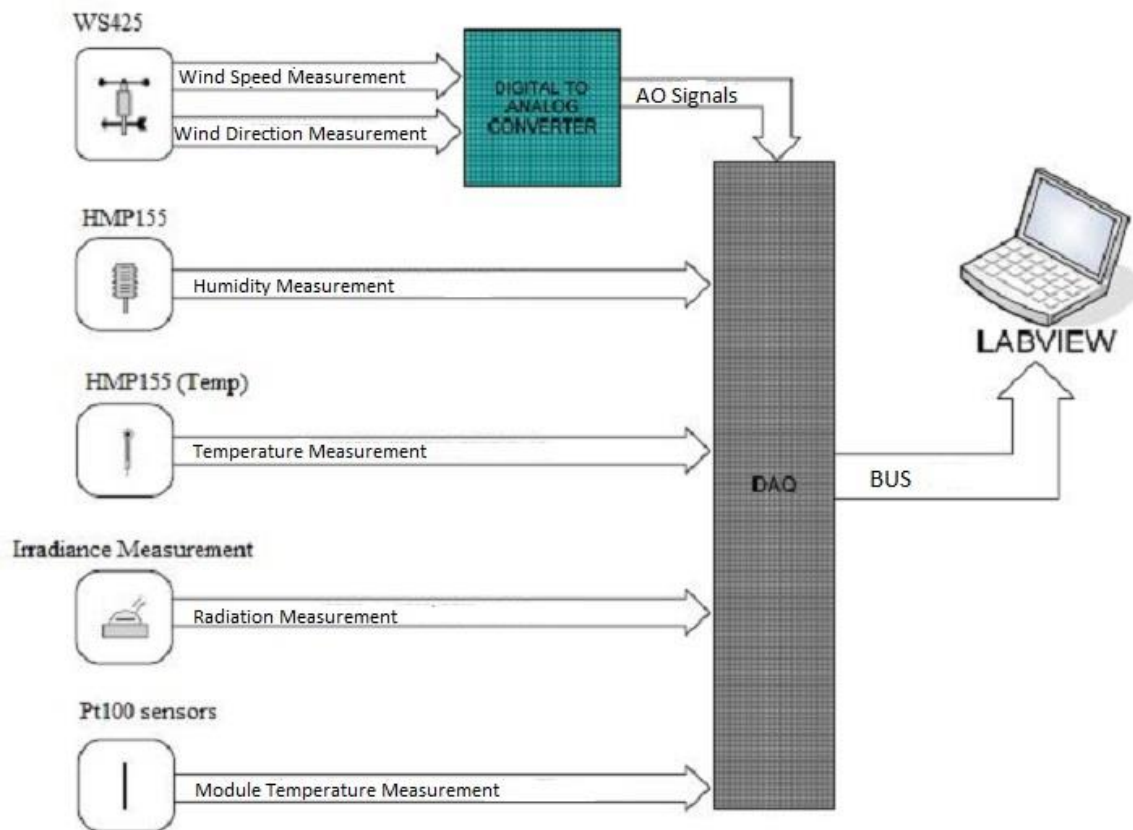 WS425
Wind Speed Measurement
Wind Direction Measurement
DIGITAL TO
ANALOG
CONVERTER
AO Signals
HMP155
Humidity Measurement
LABVIEW
HMP155 (Temp)
Temperature Measurement
DAQ
BUS
Irradiance Measurement
Radiation Measurement
Pt100 sensors
Module Temperature Measurement